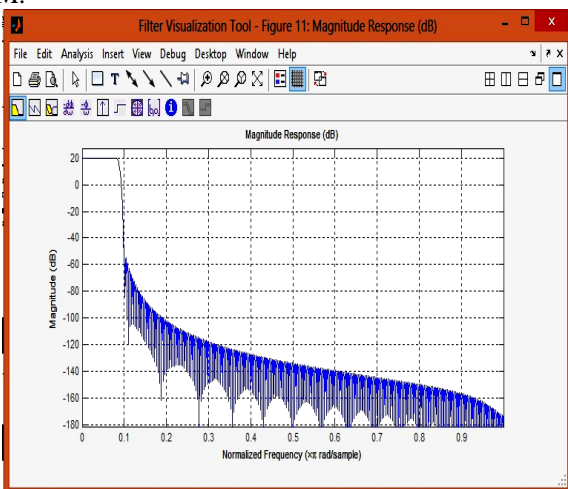 M.
Filter Visualization Tool - Figure 11: Magnitude Response (dB)
File Edit Analysis Insert View Debug Desktop Window Help
Magnitude Response (dB)
20
0
-20
-40
-60
-80
-100
-120
-140
-160
-180
Magnitude (dB)
0 0.1 0.2 0.3 0.4 0.5 0.6 0.7 0.8 0.9
Normalized Frequency (×π rad/sample)